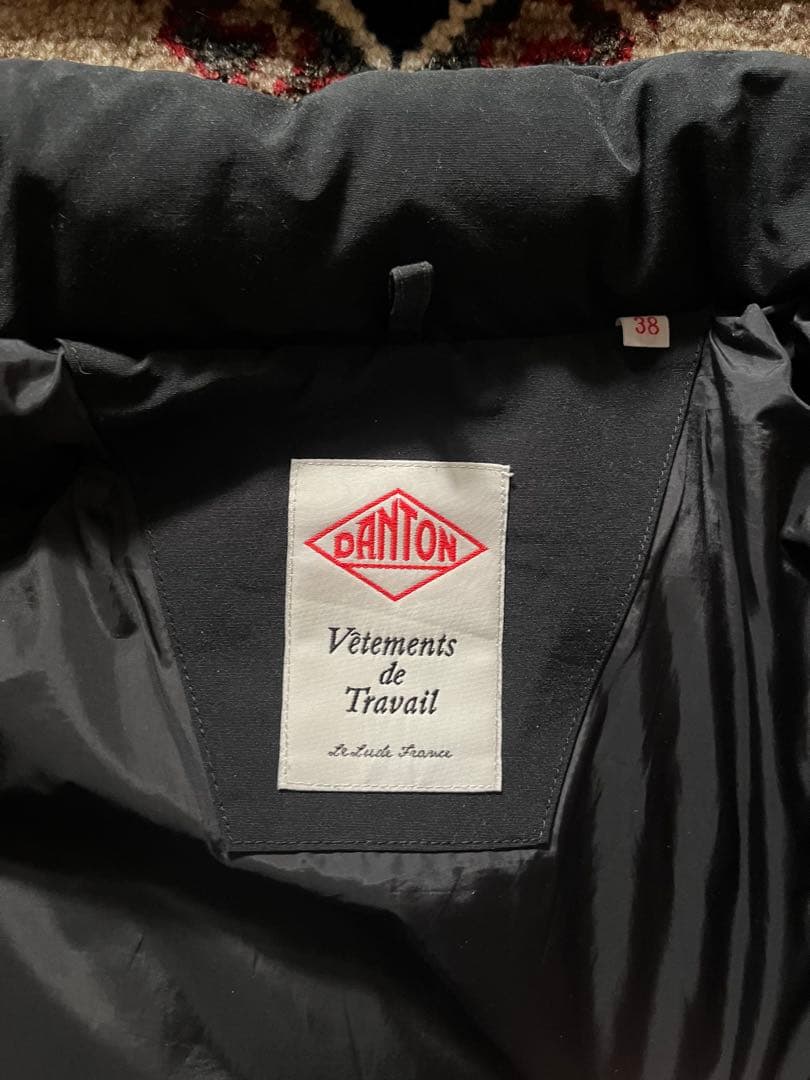 38
DANTON
Vêtements
de
Travail
Le Lude France